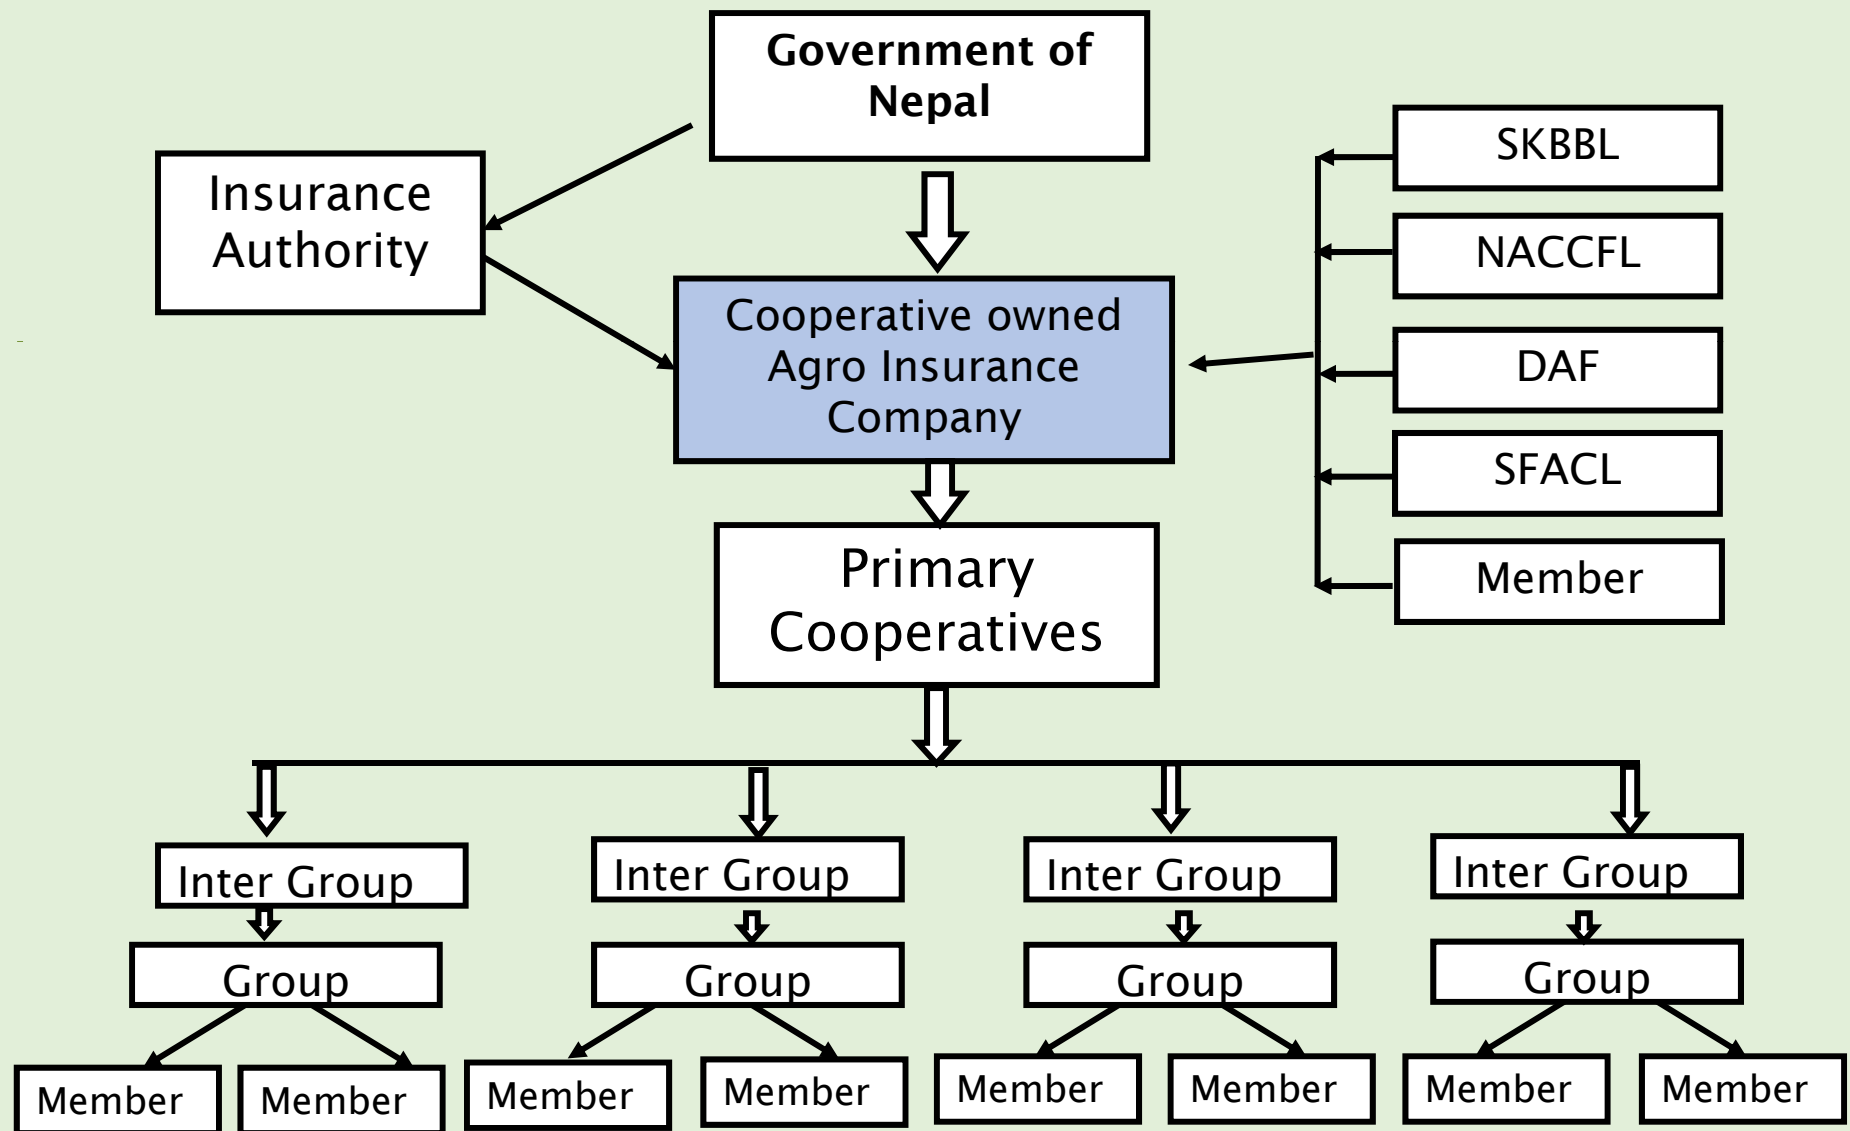 Government of
Nepal
Insurance
Authority
Cooperative owned
Agro Insurance
Company
SKBBL
NACCFL
DAF
SFACL
Member
Primary
Cooperatives
Inter Group
Inter Group
Inter Group
Inter Group
Group
Group
Group
Group
Member
Member
Member
Member
Member
Member
Member
Member